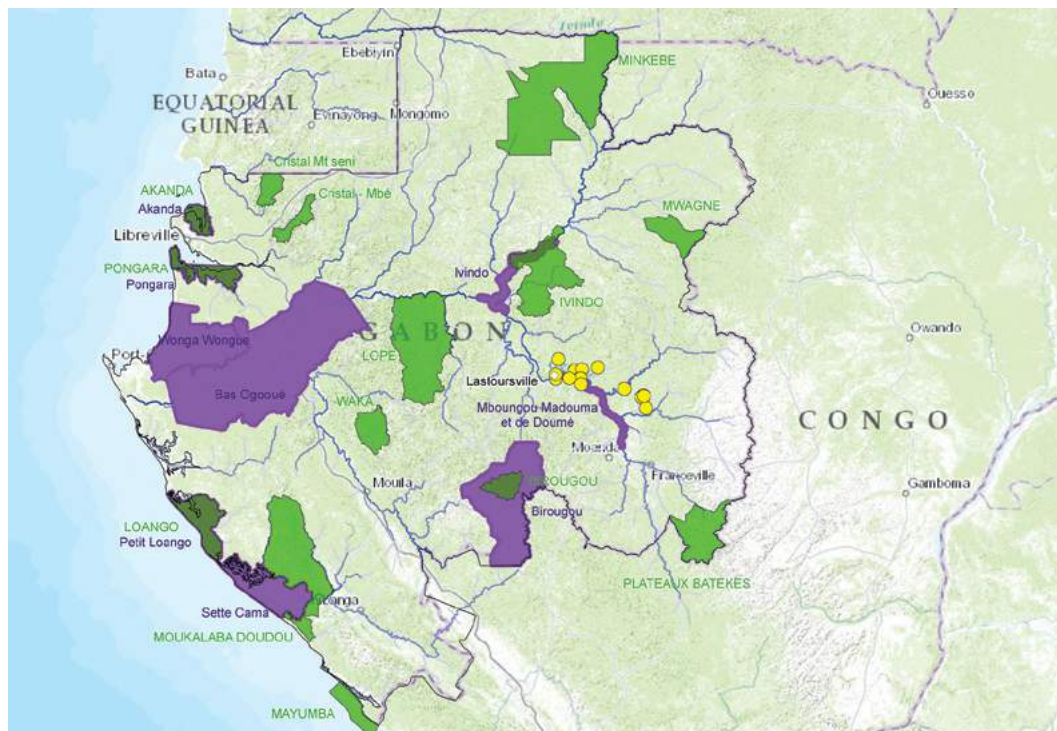 Ebebiyin
MINKEBE
Bata
Ouesso
EQUATORIAL
GUINEA
Evinayong
Mongomo
Cristal Mt seni
AKANDA
Cristal - Mbé
Akanda
MWAGNE
Libreville
PONGARA
Pongara
Ivindo
IVINDO
GABON
Wonga Wongue
Owando
LOPE
Lastoursville
Bas Ogooué
WAKA
Mboungou Madouma
et de Doumé
CONGO
Moanda
Franceville
Mouila
Gamboma
Birougou
LOANGO
Petit Loango
PLATEAUX BATEKES
Sette Cama
MOUKALABA DOUDOU
MAYUMBA